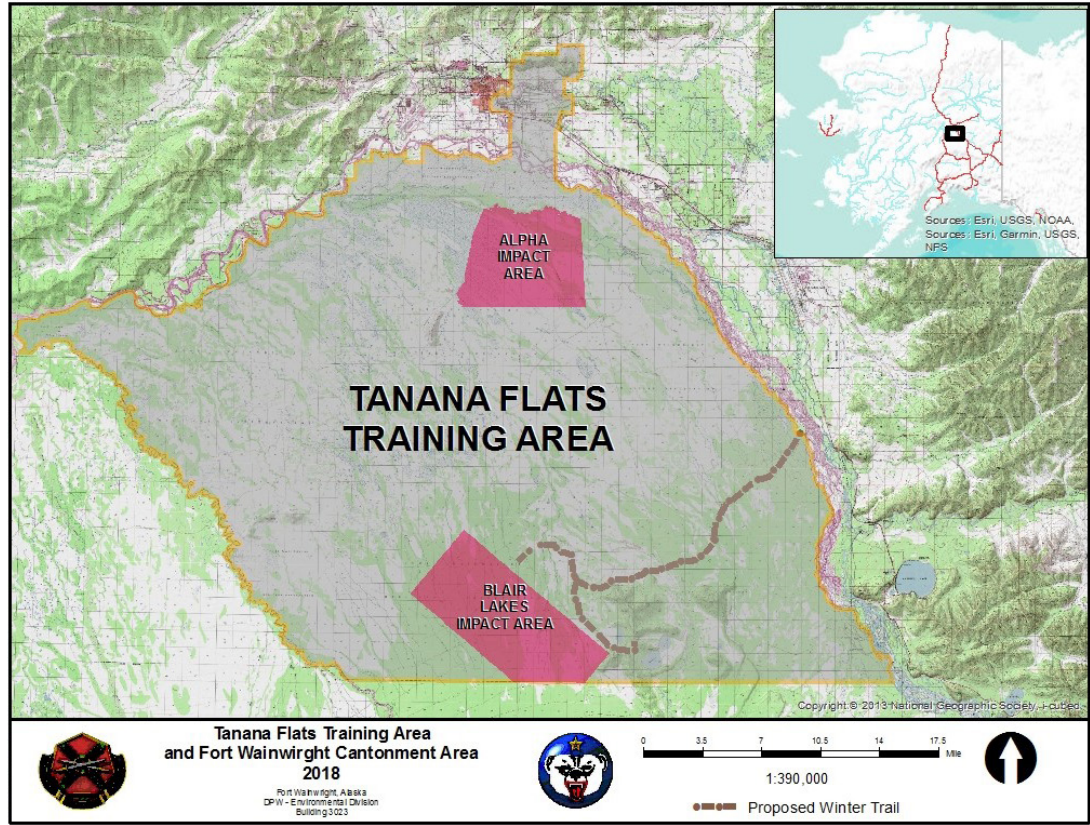 Sources: Esri, USGS, NOAA,
Sources: Esri, Garmin, USGS,
NPS
ALPHA
IMPACT
AREA
TANANA FLATS
TRAINING AREA
BLAIR
LAKES
IMPACT AREA
Copyright © 2013 National Geographic Society, i-cubed
Tanana Flats Training Area
and Fort Wainwirght Cantonment Area
2018
Fort Wainwright, Alaska
DPW - Environmental Division
Building 3023
0 3.5 7 10.5 14 17.5
Mile
1:390,000
Proposed Winter Trail